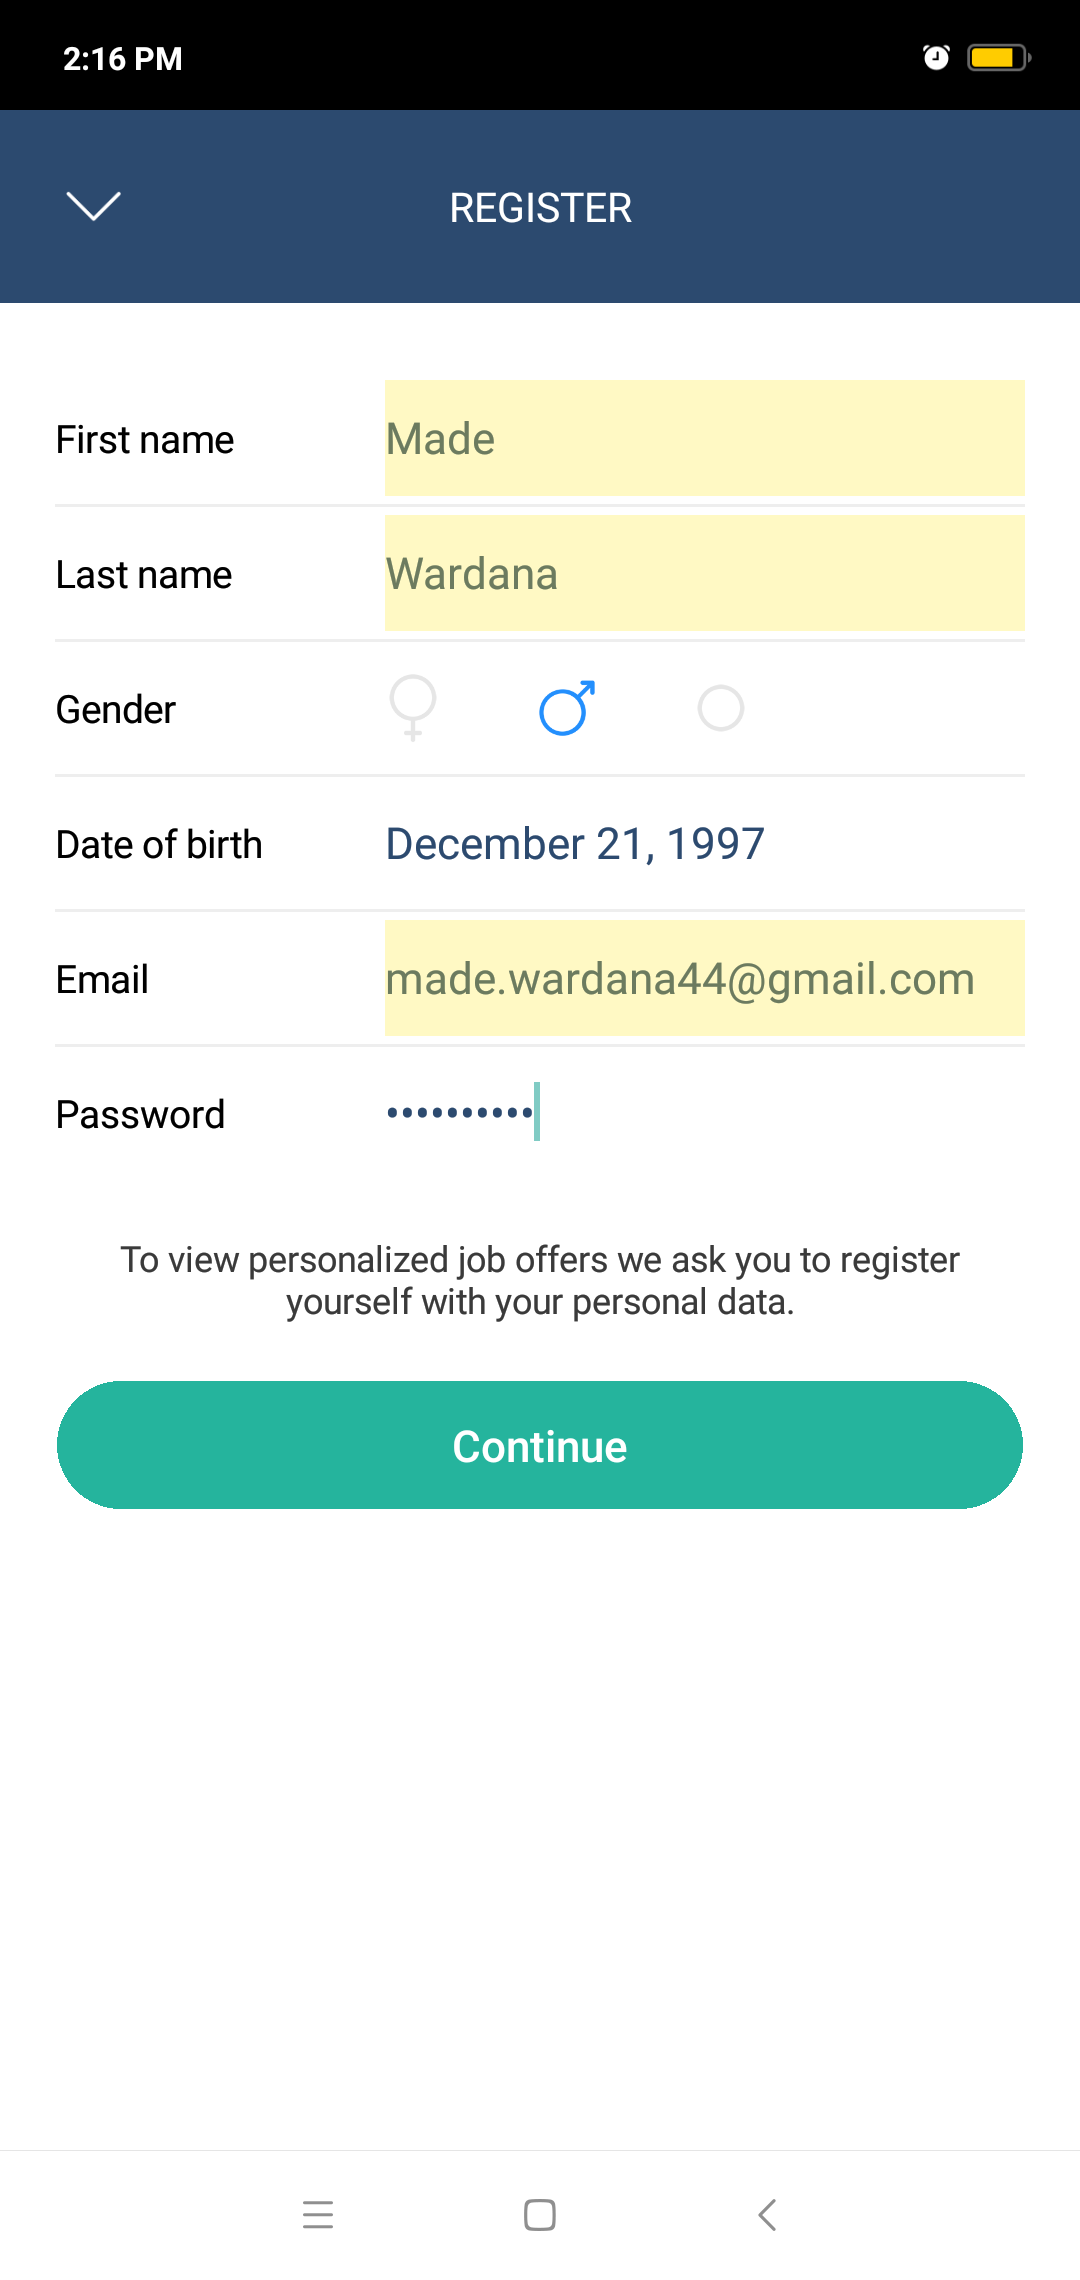 2:16 PM
REGISTER
First name
Made
Last name
Wardana
Gender
Date of birth
December 21, 1997
Email
made.wardana44@gmail.com
Password
••••••••••
To view personalized job offers we ask you to register
yourself with your personal data.
Continue